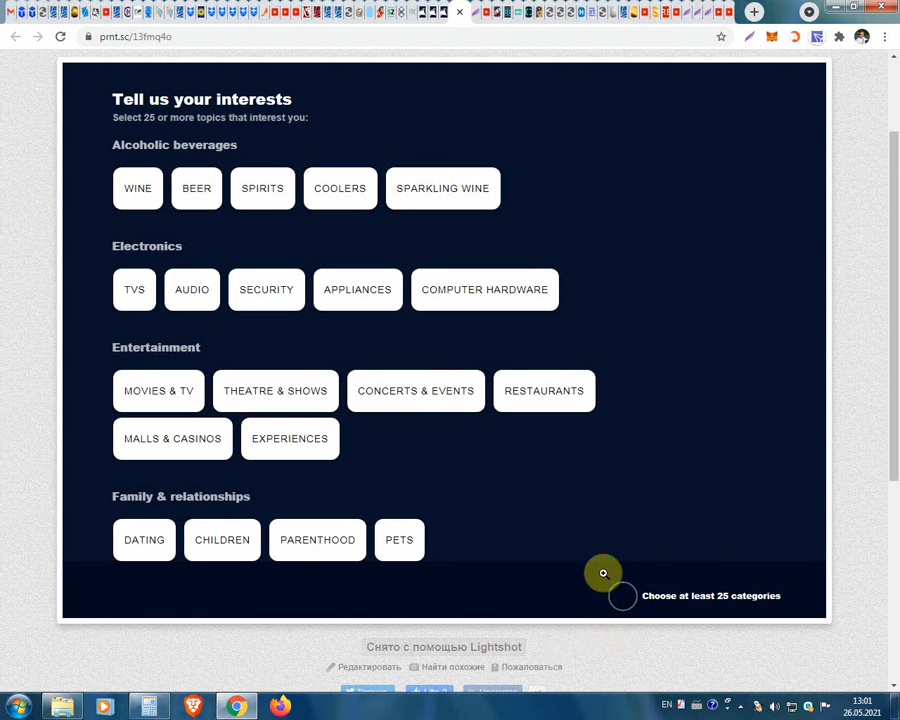 prnt.sc/13fmq4o
Tell us your interests
Select 25 or more topics that interest you:
Alcoholic beverages
WINE BEER SPIRITS COOLERS SPARKLING WINE
Electronics
TVS AUDIO SECURITY APPLIANCES COMPUTER HARDWARE
Entertainment
MOVIES & TV THEATRE & SHOWS CONCERTS & EVENTS RESTAURANTS
MALLS & CASINOS EXPERIENCES
Family & relationships
DATING CHILDREN PARENTHOOD PETS
Choose at least 25 categories
Снято с помощью Lightshot
Редактировать Найти похожие Пожаловаться
EN 13:01
26.05.2021